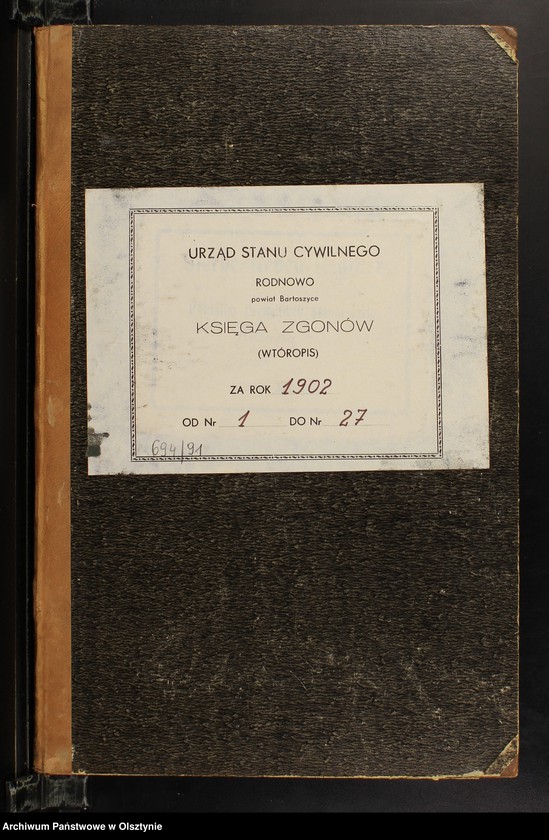 URZĄD STANU CYWILNEGO
RODNOWO
powiat Bartoszyce
KSIĘGA ZGONÓW
(WTÓROPIS)
ZA ROK 1902
OD Nr 1 DO Nr 27
694/91
Archiwum Państwowe w Olsztynie